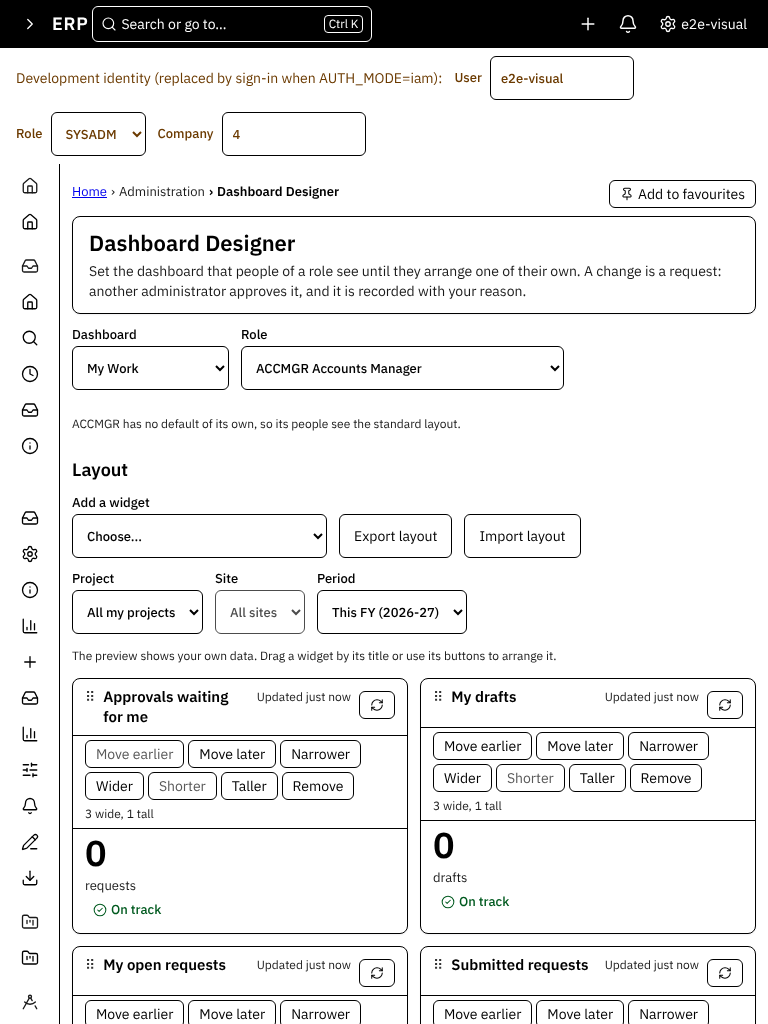 ERP Search or go to... Ctrl K e2e-visual
Development identity (replaced by sign-in when AUTH_MODE=iam): User e2e-visual
Role SYSADM Company 4
Home › Administration › Dashboard Designer Add to favourites
Dashboard Designer
Set the dashboard that people of a role see until they arrange one of their own. A change is a request:
another administrator approves it, and it is recorded with your reason.
Dashboard Role
My Work ACCMGR Accounts Manager
ACCMGR has no default of its own, so its people see the standard layout.
Layout
Add a widget
Choose... Export layout Import layout
Project Site Period
All my projects All sites This FY (2026-27)
The preview shows your own data. Drag a widget by its title or use its buttons to arrange it.
Approvals waiting Updated just now
for me
Move earlier Move later Narrower
Wider Shorter Taller Remove
3 wide, 1 tall
0
requests
On track
My drafts Updated just now
Move earlier Move later Narrower
Wider Shorter Taller Remove
3 wide, 1 tall
0
drafts
On track
My open requests Updated just now
Move earlier Move later Narrower
Submitted requests Updated just now
Move earlier Move later Narrower